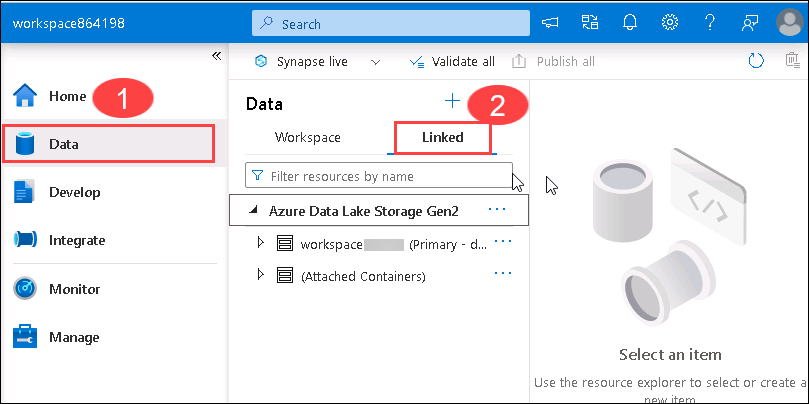 workspace864198
Search
?
«
Synapse live
Validate all
Publish all
Home
1
Data
Develop
Integrate
Monitor
Manage
Data
+
2
Workspace
Linked
Filter resources by name
Azure Data Lake Storage Gen2 ...
workspace (Primary - d... ...
(Attached Containers) ...
</>
Select an item
Use the resource explorer to select or create a
new item